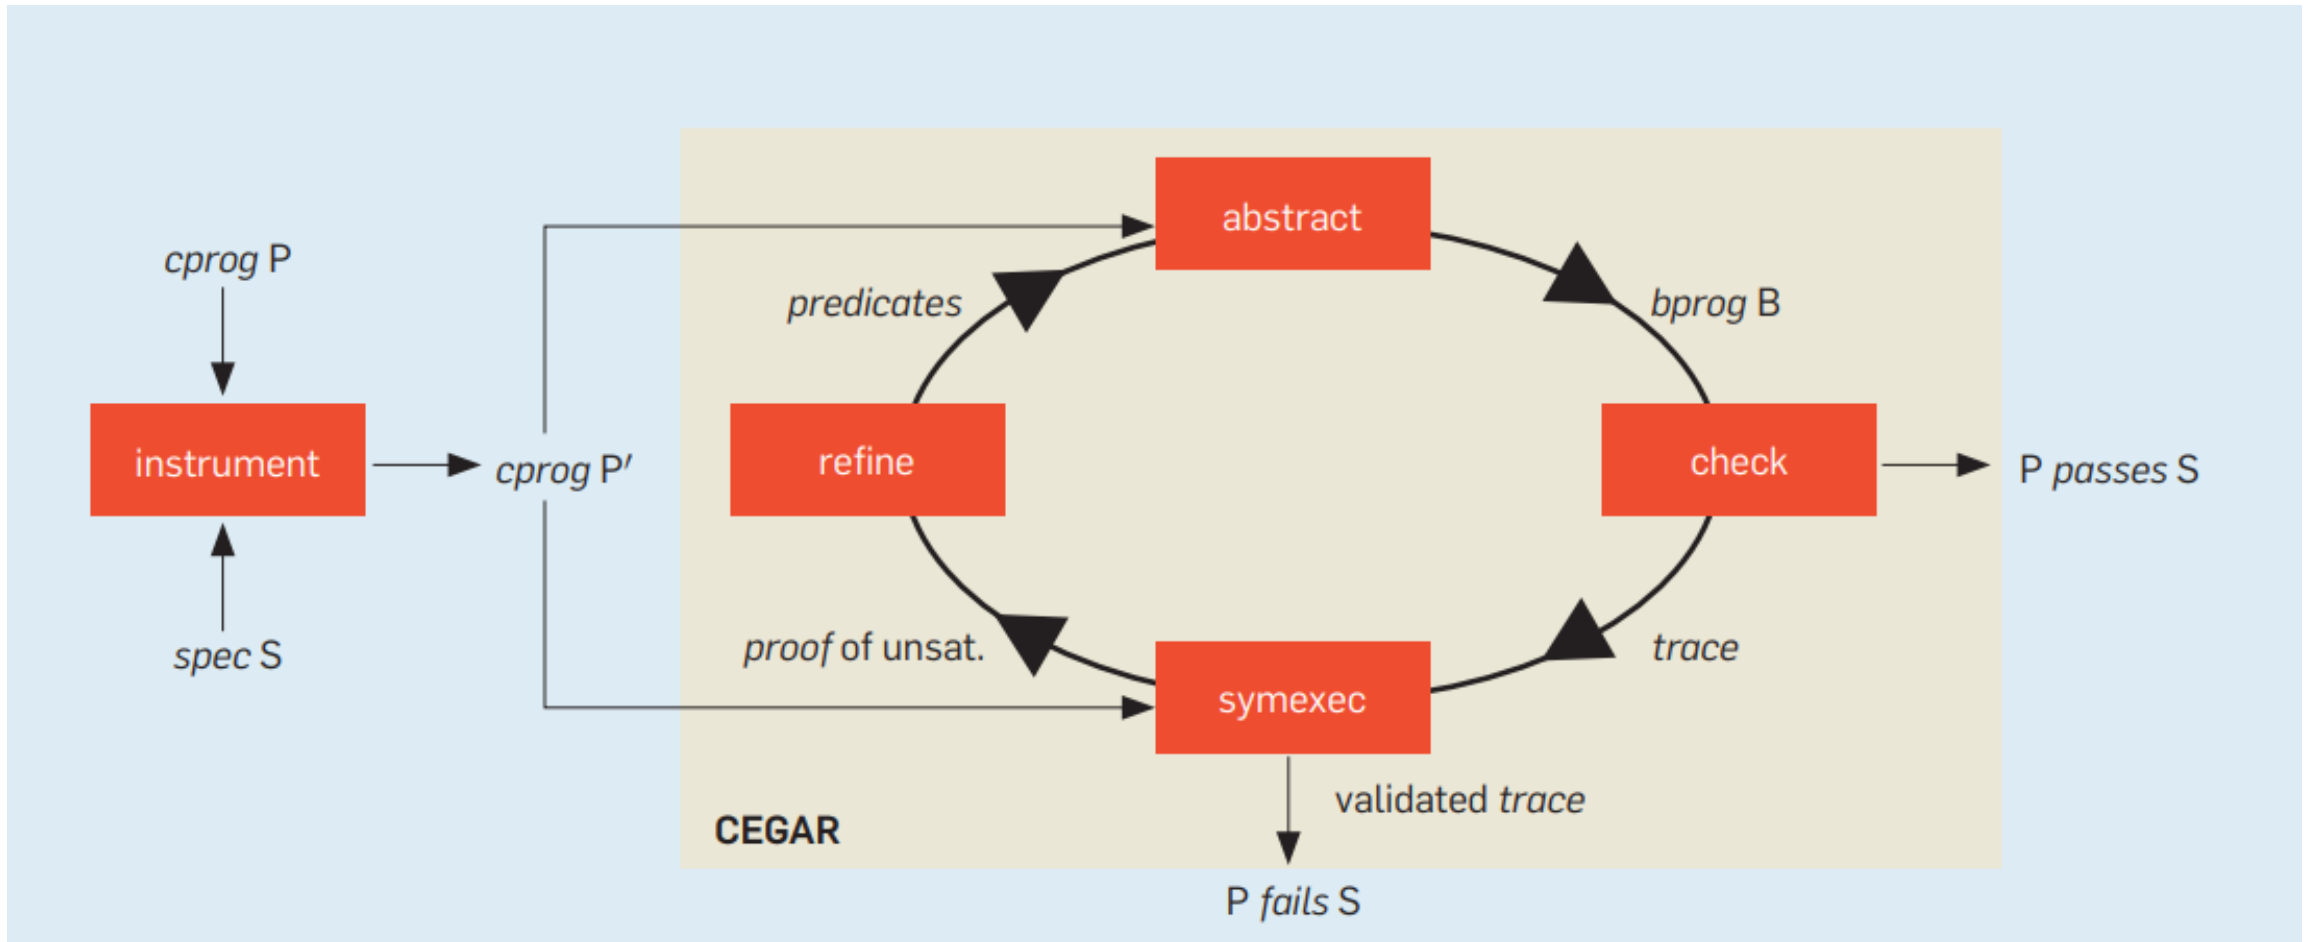 abstract
cprog P
predicates
bprog B
instrument
cprog P′
refine
check
P passes S
spec S
proof of unsat.
trace
symexec
validated trace
CEGAR
P fails S